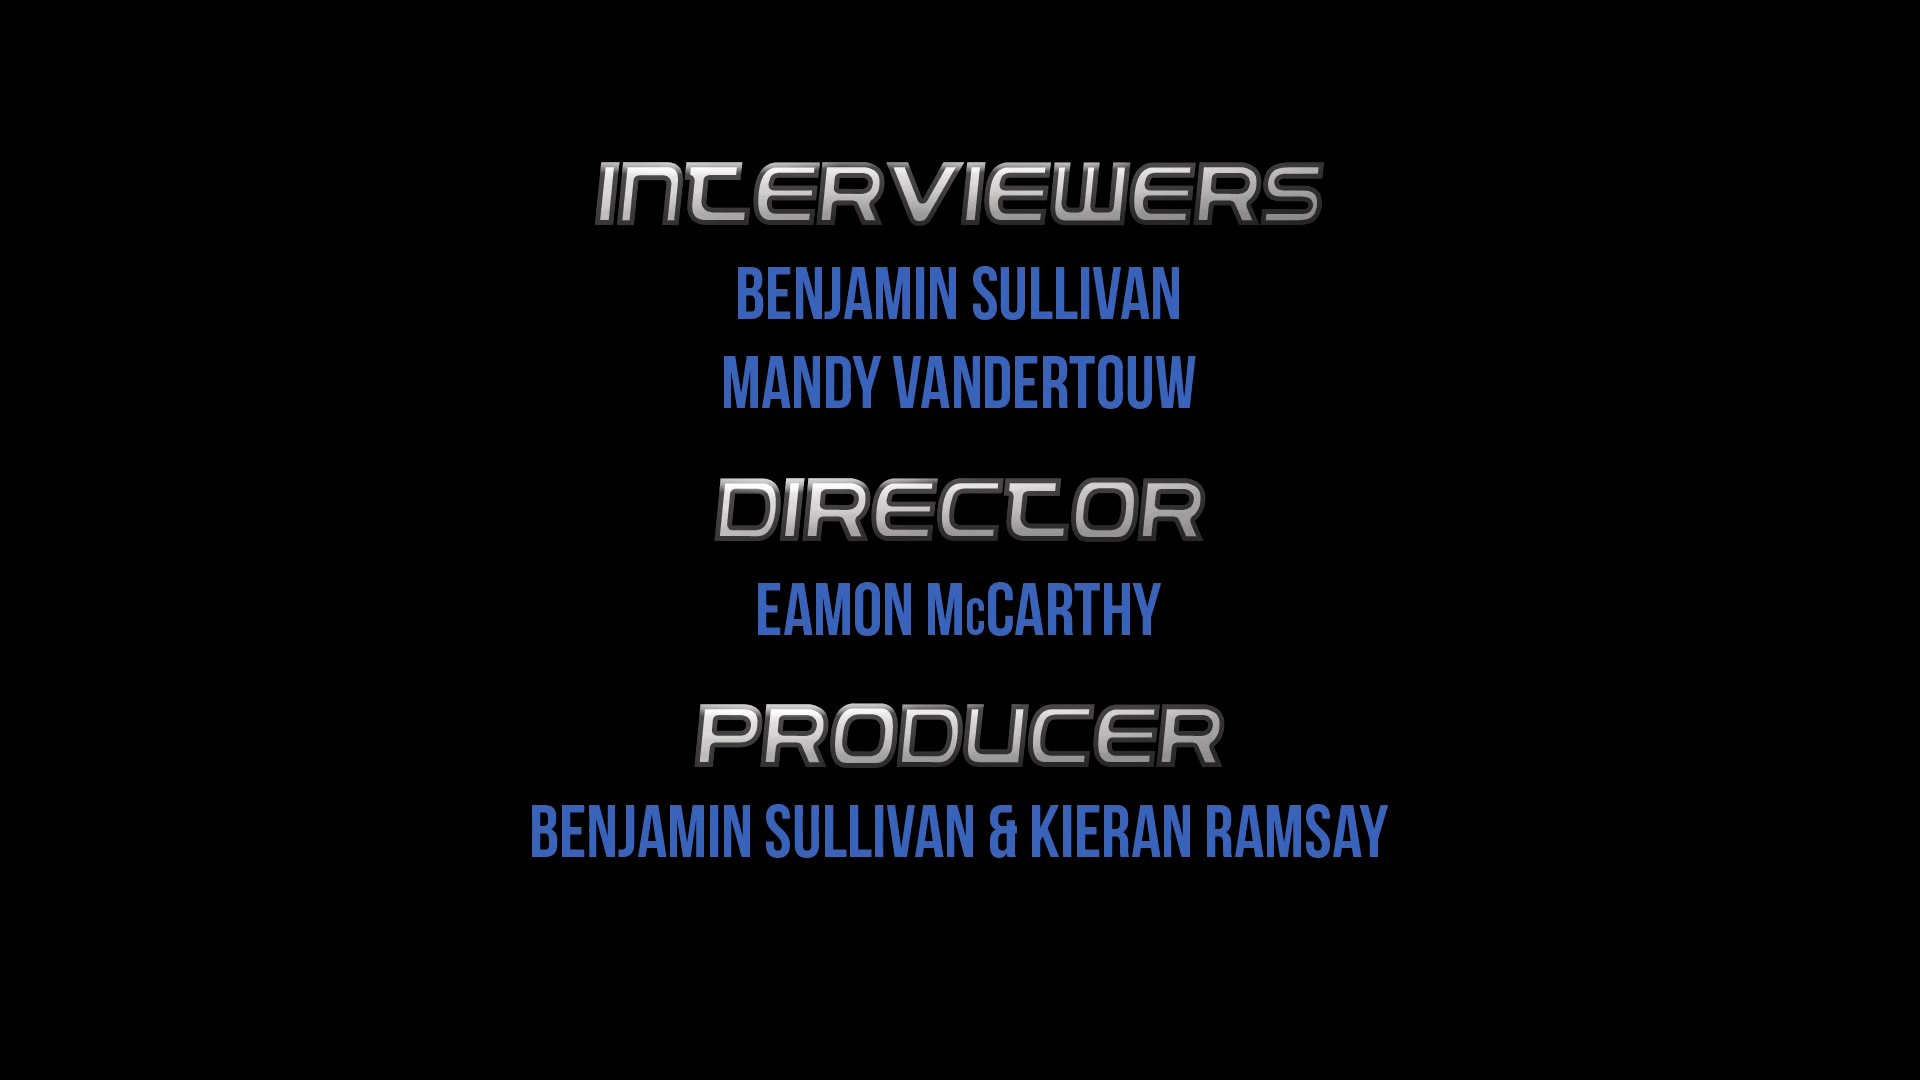 INTERVIEWERS
BENJAMIN SULLIVAN
MANDY VANDERTOUW
DIRECTOR
EAMON McCARTHY
PRODUCER
BENJAMIN SULLIVAN & KIERAN RAMSAY